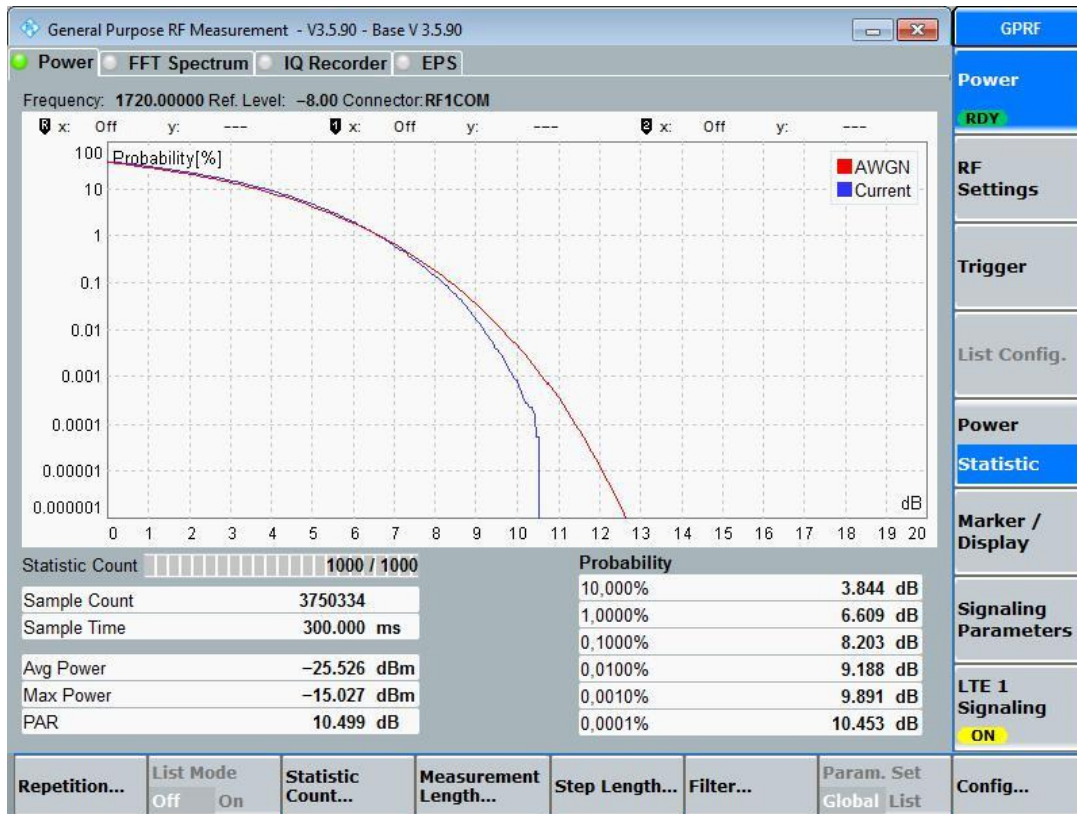 General Purpose RF Measurement - V3.5.90 - Base V 3.5.90
GPRF
Power FFT Spectrum IQ Recorder EPS
Frequency: 1720.00000 Ref. Level: −8.00 Connector: RF1COM
R x: Off y: --- 1 x: Off y: --- 2 x: Off y: ---
Probability[%]
100
10
1
0.1
0.01
0.001
0.0001
0.00001
0.000001
AWGN
Current
dB
0 1 2 3 4 5 6 7 8 9 10 11 12 13 14 15 16 17 18 19 20
Statistic Count 1000 / 1000
Sample Count 3750334
Sample Time 300.000 ms
Avg Power −25.526 dBm
Max Power −15.027 dBm
PAR 10.499 dB
Probability
10,000% 3.844 dB
1,0000% 6.609 dB
0,1000% 8.203 dB
0,0100% 9.188 dB
0,0010% 9.891 dB
0,0001% 10.453 dB
Power
RDY
RF
Settings
Trigger
List Config.
Power
Statistic
Marker /
Display
Signaling
Parameters
LTE 1
Signaling
ON
Repetition...
List Mode
Off On
Statistic
Count...
Measurement
Length...
Step Length...
Filter...
Param. Set
Global List
Config...